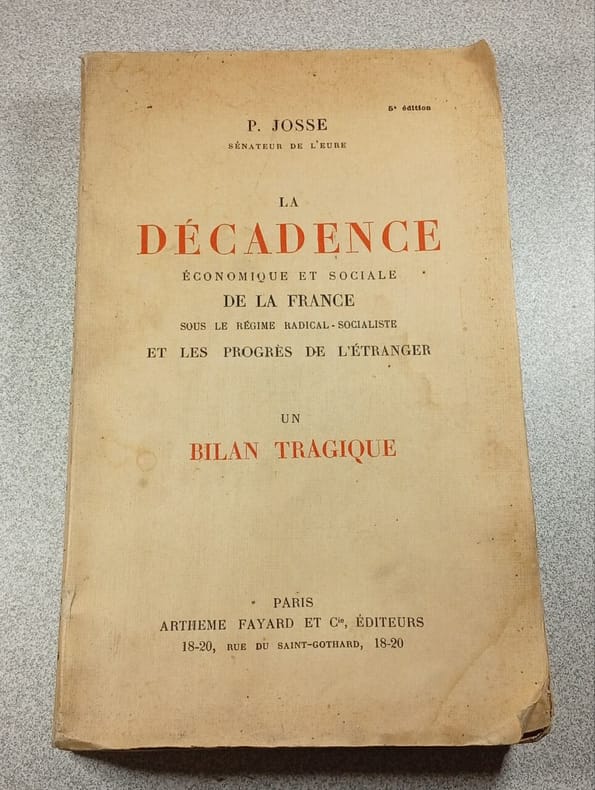 5e édition
P. JOSSE
SÉNATEUR DE L'EURE
LA
DÉCADENCE
ÉCONOMIQUE ET SOCIALE
DE LA FRANCE
SOUS LE RÉGIME RADICAL-SOCIALISTE
ET LES PROGRÈS DE L'ÉTRANGER
UN
BILAN TRAGIQUE
PARIS
ARTHEME FAYARD ET Cie, ÉDITEURS
18-20, RUE DU SAINT-GOTHARD, 18-20